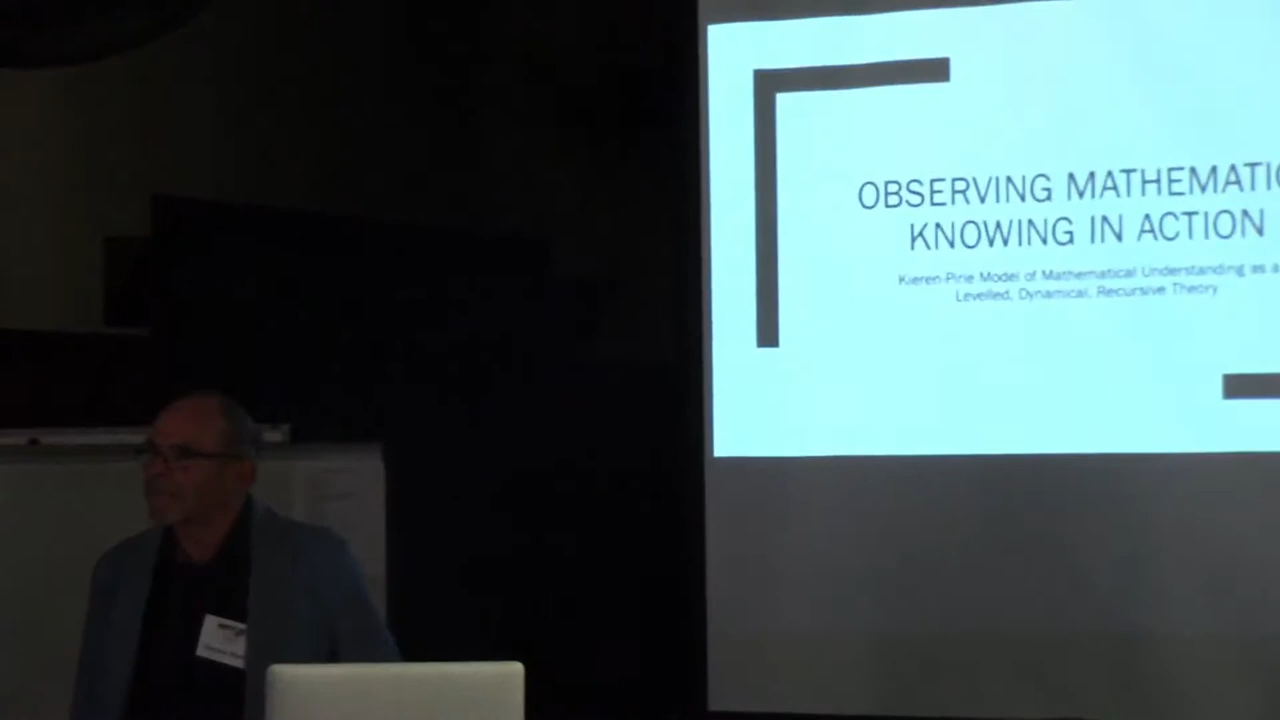 OBSERVING MATHEMATIC
KNOWING IN ACTION
Kieren-Pirie Model of Mathematical Understanding as a
Levelled, Dynamical, Recursive Theory